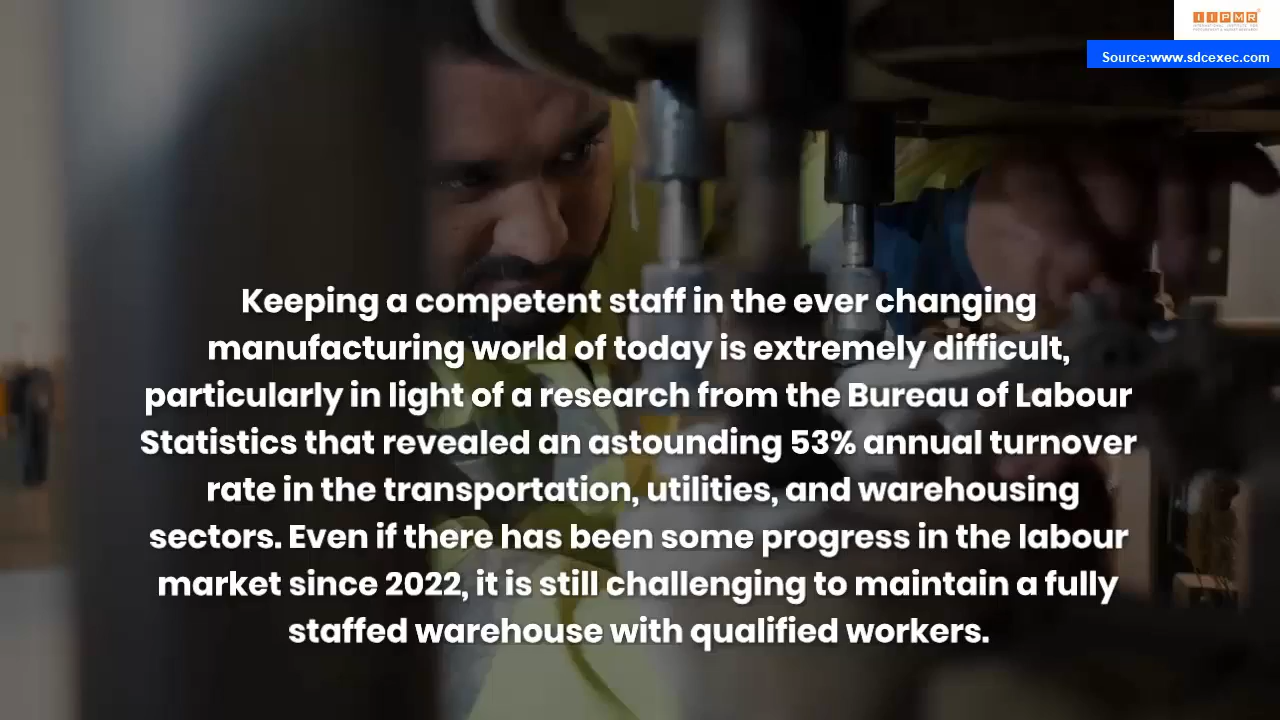 IIPMR
Source:www.sdcexec.com
Keeping a competent staff in the ever changing
manufacturing world of today is extremely difficult,
particularly in light of a research from the Bureau of Labour
Statistics that revealed an astounding 53% annual turnover
rate in the transportation, utilities, and warehousing
sectors. Even if there has been some progress in the labour
market since 2022, it is still challenging to maintain a fully
staffed warehouse with qualified workers.